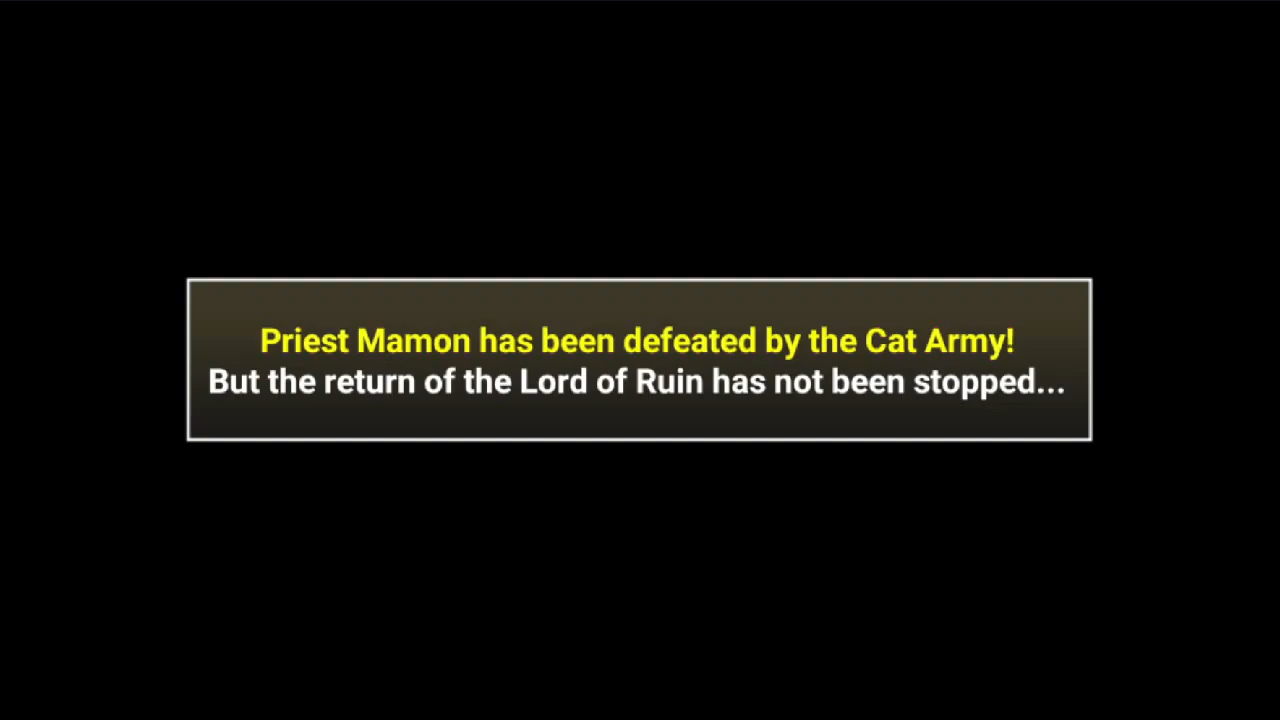 Priest Mamon has been defeated by the Cat Army!
But the return of the Lord of Ruin has not been stopped...